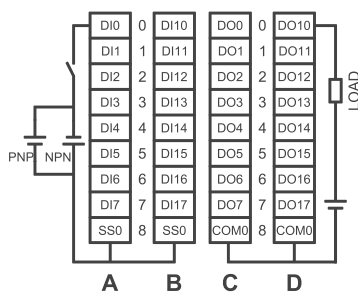 DI0 0 DI10 DO0 0 DO10
DI1 1 DI11 DO1 1 DO11
DI2 2 DI12 DO2 2 DO12
DI3 3 DI13 DO3 3 DO13
DI4 4 DI14 DO4 4 DO14
DI5 5 DI15 DO5 5 DO15
DI6 6 DI16 DO6 6 DO16
DI7 7 DI17 DO7 7 DO17
SS0 8 SS0 COM0 8 COM0
PNP NPN
LOAD
A B C D